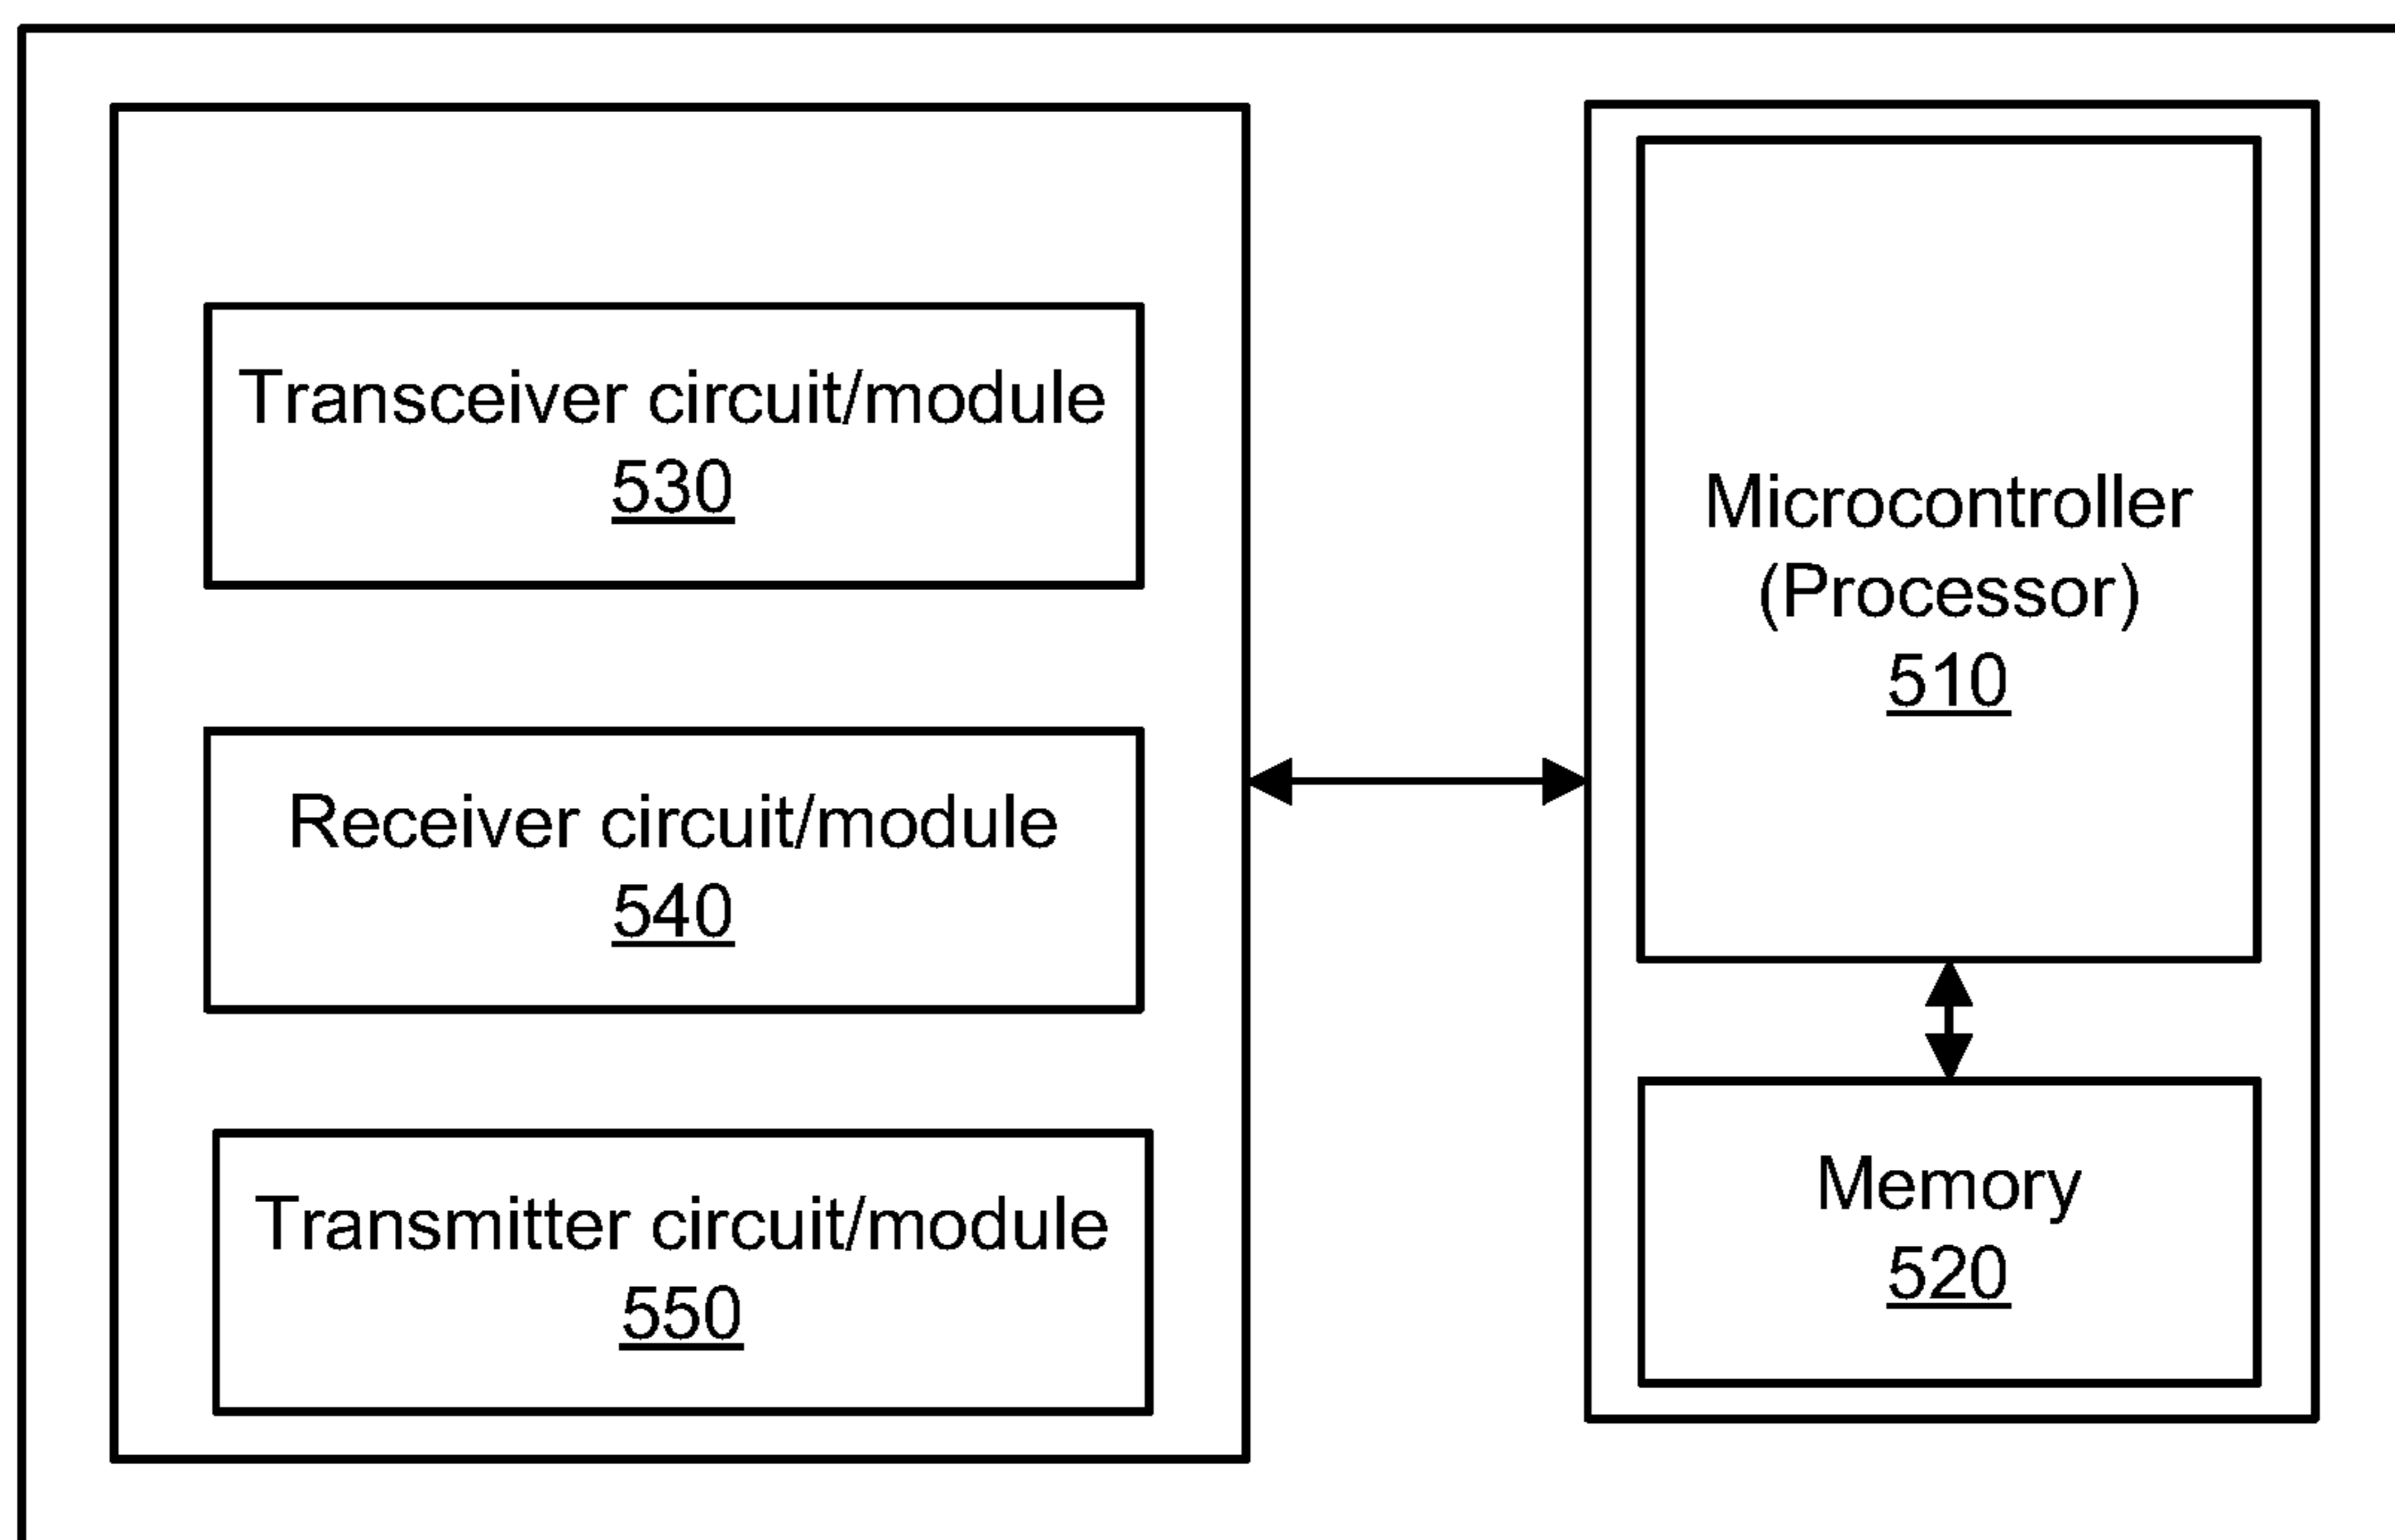 Transceiver circuit/module
530
Receiver circuit/module
540
Transmitter circuit/module
550
Microcontroller
(Processor)
510
Memory
520